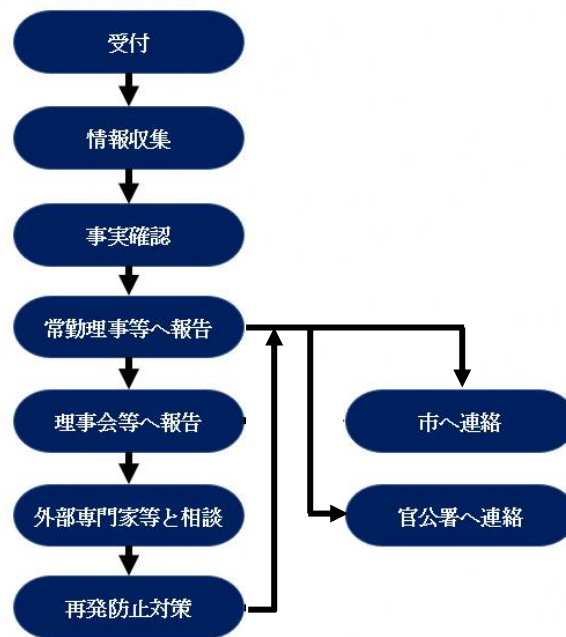 受付
情報収集
事実確認
常勤理事等へ報告
理事会等へ報告
市へ連絡
外部専門家等と相談
官公署へ連絡
再発防止対策